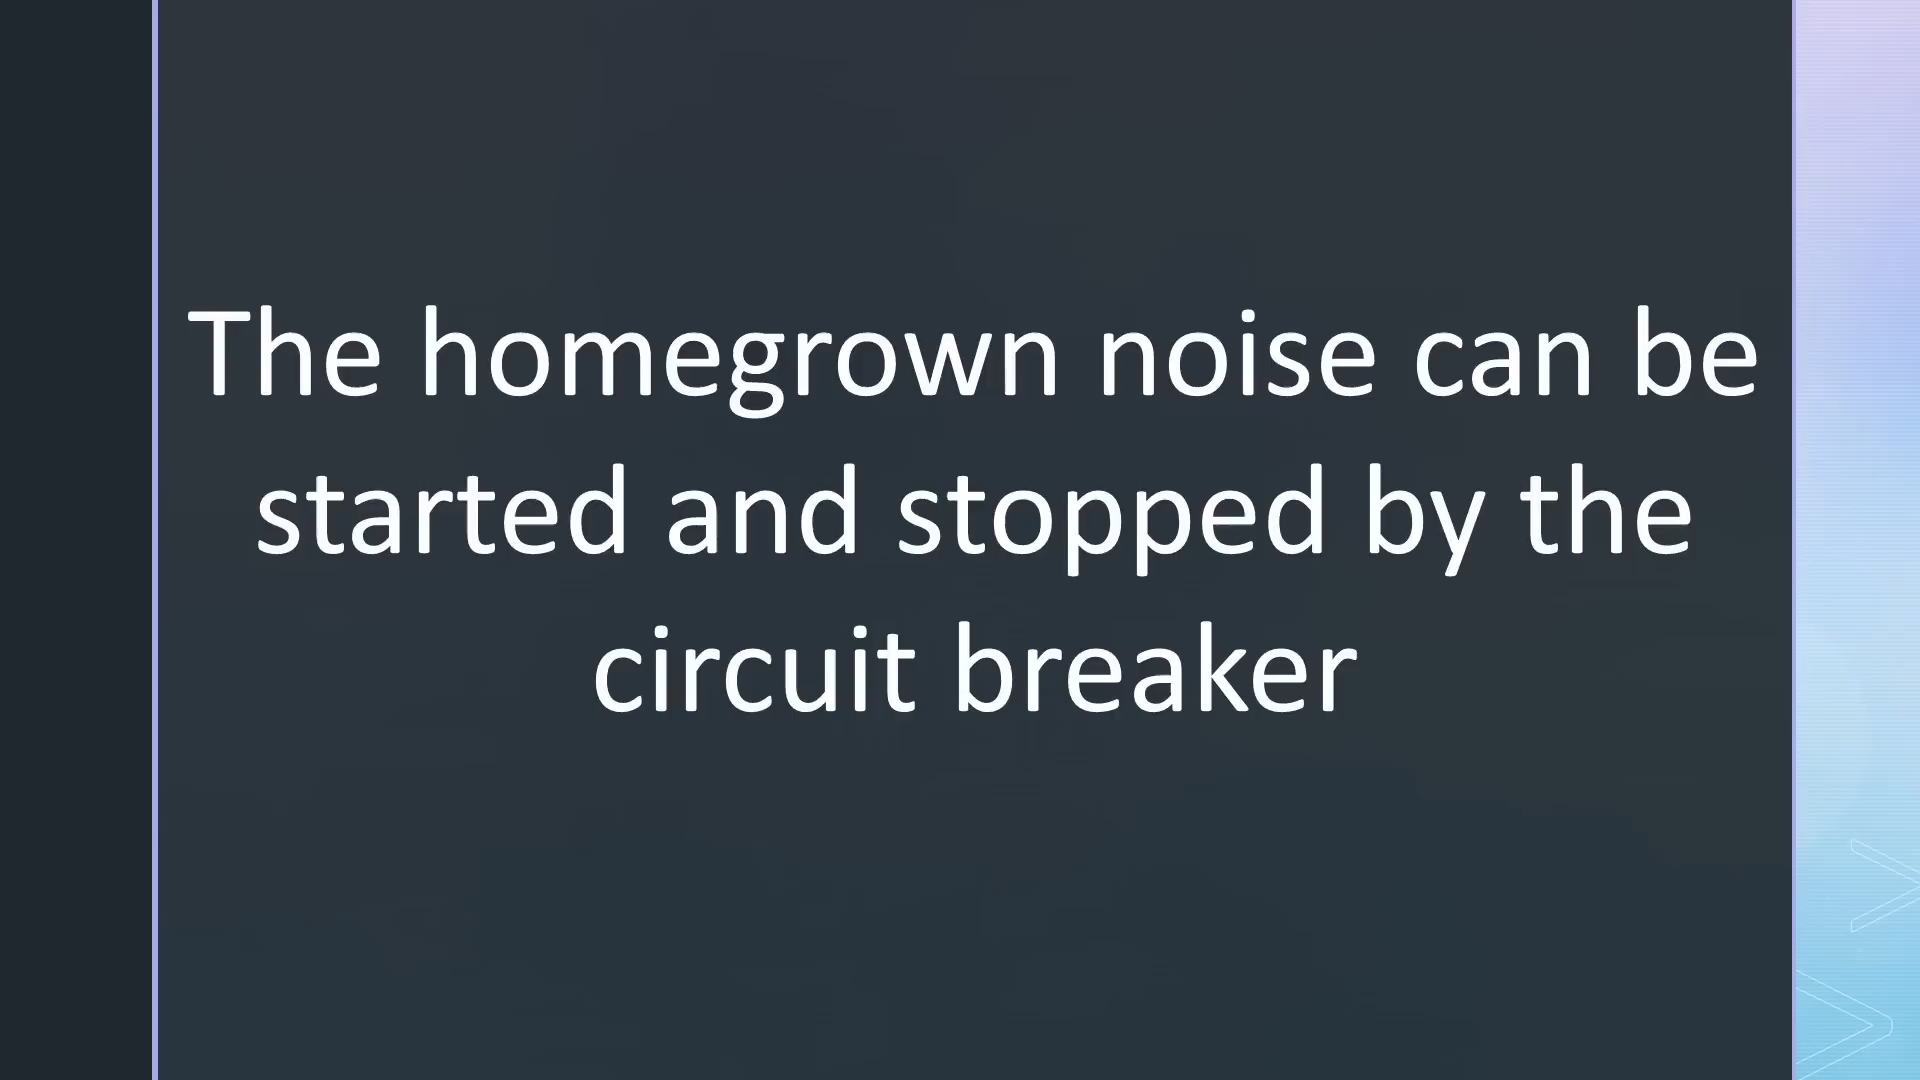 The homegrown noise can be
started and stopped by the
circuit breaker